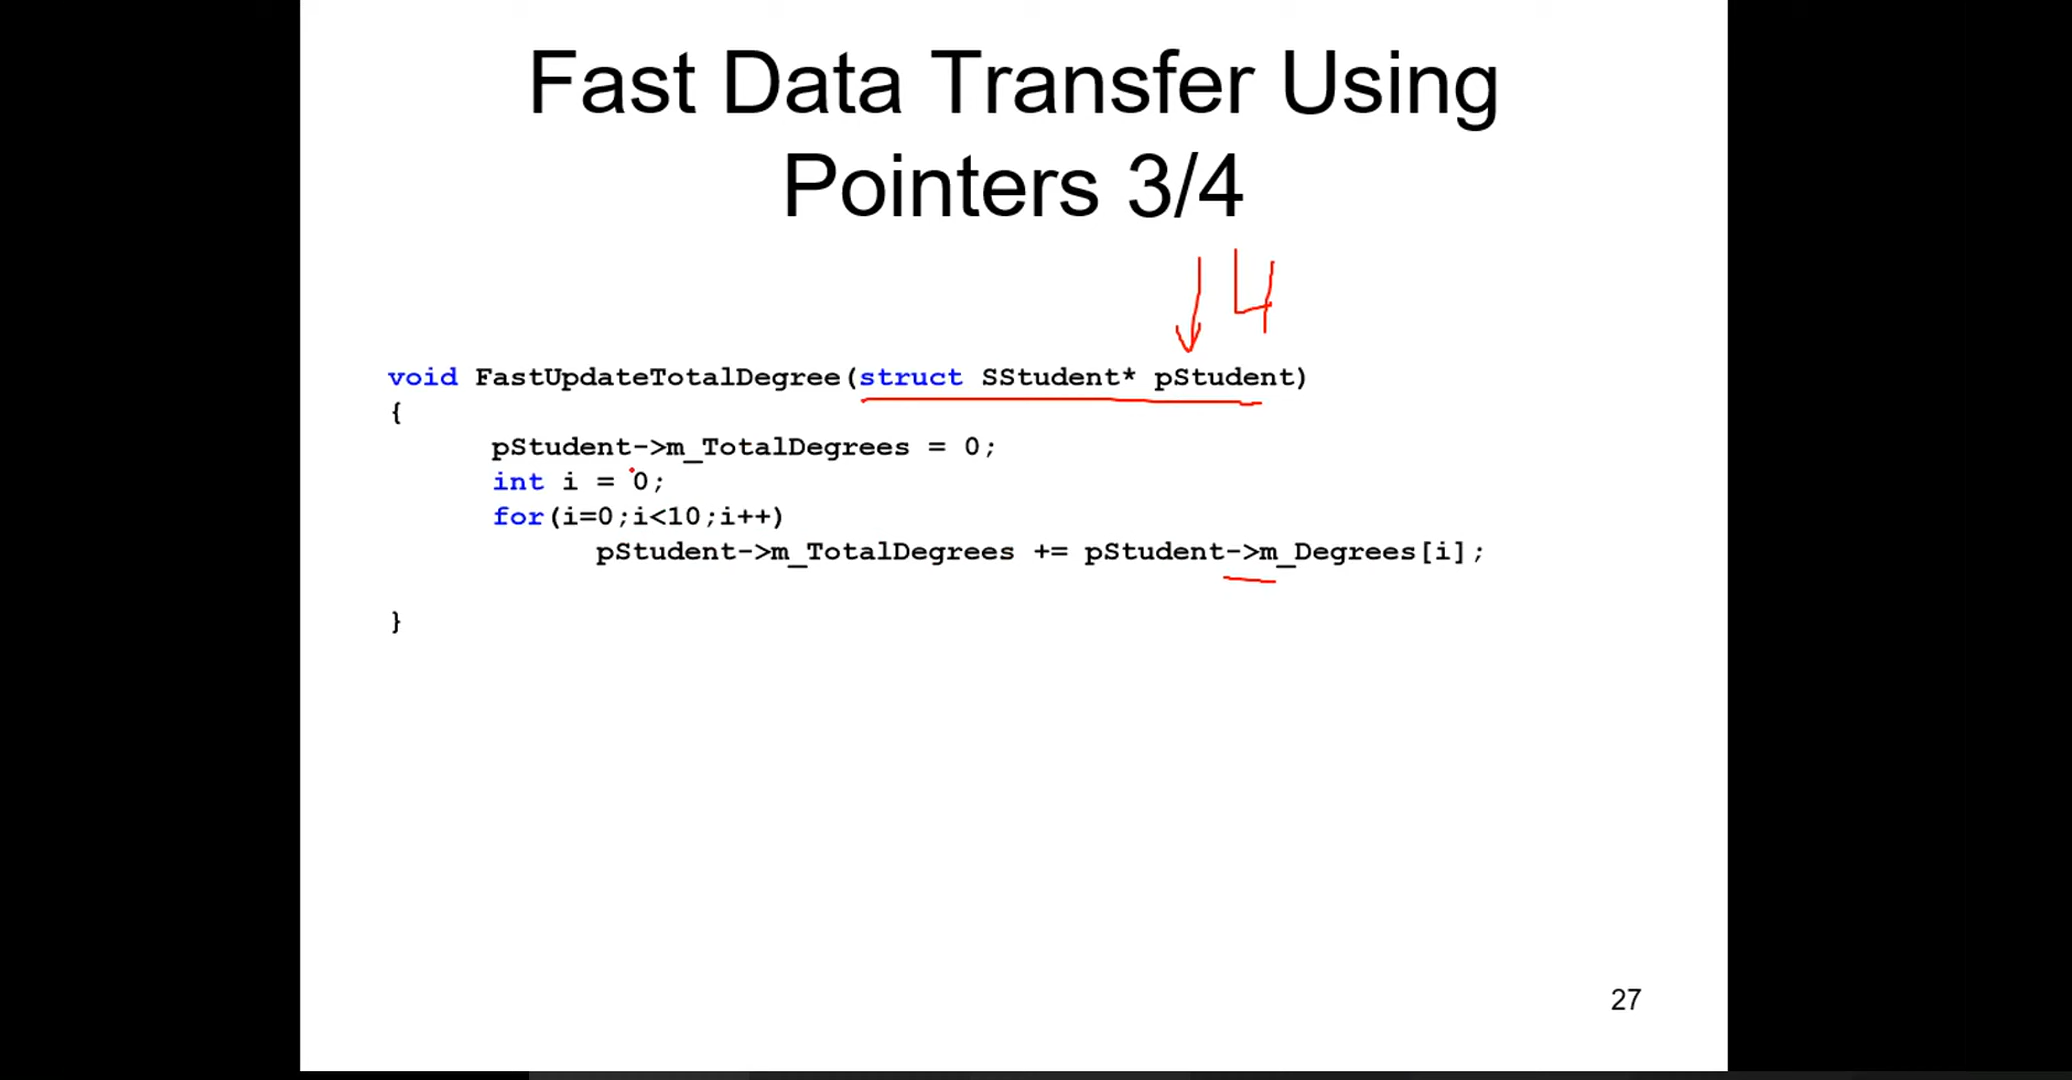 Fast Data Transfer Using
Pointers 3/4
4
void FastUpdateTotalDegree(struct SStudent* pStudent)
{
pStudent->m_TotalDegrees = 0;
int i = 0;
for(i=0;i<10;i++)
pStudent->m_TotalDegrees += pStudent->m_Degrees[i];
}
27